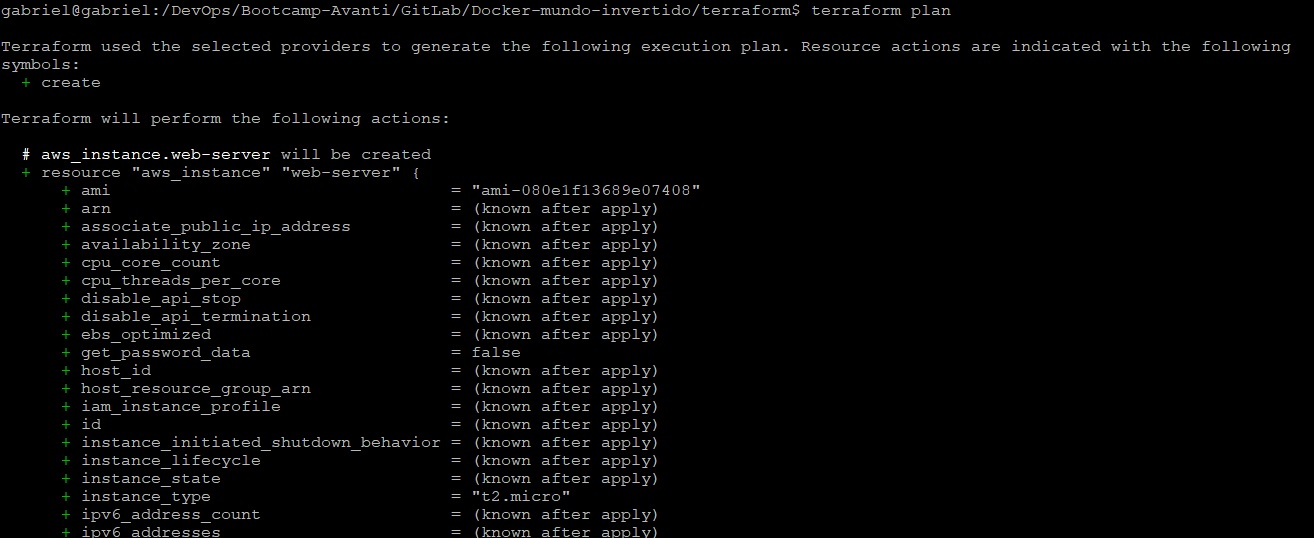 gabriel@gabriel:/DevOps/Bootcamp-Avanti/GitLab/Docker-mundo-invertido/terraform$ terraform plan
Terraform used the selected providers to generate the following execution plan. Resource actions are indicated with the following
symbols:
+ create
Terraform will perform the following actions:
# aws_instance.web-server will be created
+ resource "aws_instance" "web-server" {
+ ami = "ami-080e1f13689e07408"
+ arn = (known after apply)
+ associate_public_ip_address = (known after apply)
+ availability_zone = (known after apply)
+ cpu_core_count = (known after apply)
+ cpu_threads_per_core = (known after apply)
+ disable_api_stop = (known after apply)
+ disable_api_termination = (known after apply)
+ ebs_optimized = (known after apply)
+ get_password_data = false
+ host_id = (known after apply)
+ host_resource_group_arn = (known after apply)
+ iam_instance_profile = (known after apply)
+ id = (known after apply)
+ instance_initiated_shutdown_behavior = (known after apply)
+ instance_lifecycle = (known after apply)
+ instance_state = (known after apply)
+ instance_type = "t2.micro"
+ ipv6_address_count = (known after apply)
+ ipv6_addresses = (known after apply)